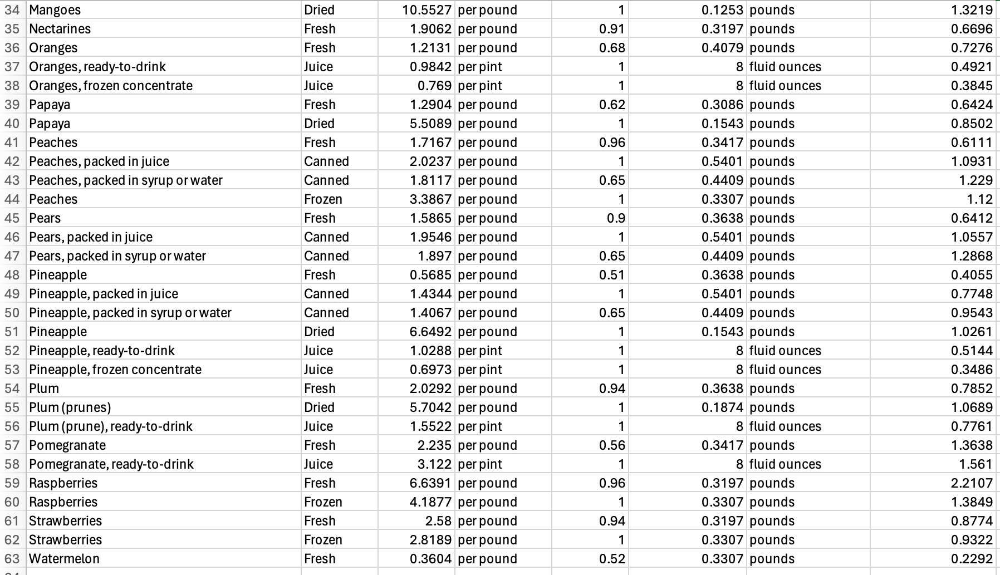 34 Mangoes Dried 10.5527 per pound 1 0.1253 pounds 1.3219
35 Nectarines Fresh 1.9062 per pound 0.91 0.3197 pounds 0.6696
36 Oranges Fresh 1.2131 per pound 0.68 0.4079 pounds 0.7276
37 Oranges, ready-to-drink Juice 0.9842 per pint 1 8 fluid ounces 0.4921
38 Oranges, frozen concentrate Juice 0.769 per pint 1 8 fluid ounces 0.3845
39 Papaya Fresh 1.2904 per pound 0.62 0.3086 pounds 0.6424
40 Papaya Dried 5.5089 per pound 1 0.1543 pounds 0.8502
41 Peaches Fresh 1.7167 per pound 0.96 0.3417 pounds 0.6111
42 Peaches, packed in juice Canned 2.0237 per pound 1 0.5401 pounds 1.0931
43 Peaches, packed in syrup or water Canned 1.8117 per pound 0.65 0.4409 pounds 1.229
44 Peaches Frozen 3.3867 per pound 1 0.3307 pounds 1.12
45 Pears Fresh 1.5865 per pound 0.9 0.3638 pounds 0.6412
46 Pears, packed in juice Canned 1.9546 per pound 1 0.5401 pounds 1.0557
47 Pears, packed in syrup or water Canned 1.897 per pound 0.65 0.4409 pounds 1.2868
48 Pineapple Fresh 0.5685 per pound 0.51 0.3638 pounds 0.4055
49 Pineapple, packed in juice Canned 1.4344 per pound 1 0.5401 pounds 0.7748
50 Pineapple, packed in syrup or water Canned 1.4067 per pound 0.65 0.4409 pounds 0.9543
51 Pineapple Dried 6.6492 per pound 1 0.1543 pounds 1.0261
52 Pineapple, ready-to-drink Juice 1.0288 per pint 1 8 fluid ounces 0.5144
53 Pineapple, frozen concentrate Juice 0.6973 per pint 1 8 fluid ounces 0.3486
54 Plum Fresh 2.0292 per pound 0.94 0.3638 pounds 0.7852
55 Plum (prunes) Dried 5.7042 per pound 1 0.1874 pounds 1.0689
56 Plum (prune), ready-to-drink Juice 1.5522 per pint 1 8 fluid ounces 0.7761
57 Pomegranate Fresh 2.235 per pound 0.56 0.3417 pounds 1.3638
58 Pomegranate, ready-to-drink Juice 3.122 per pint 1 8 fluid ounces 1.561
59 Raspberries Fresh 6.6391 per pound 0.96 0.3197 pounds 2.2107
60 Raspberries Frozen 4.1877 per pound 1 0.3307 pounds 1.3849
61 Strawberries Fresh 2.58 per pound 0.94 0.3197 pounds 0.8774
62 Strawberries Frozen 2.8189 per pound 1 0.3307 pounds 0.9322
63 Watermelon Fresh 0.3604 per pound 0.52 0.3307 pounds 0.2292